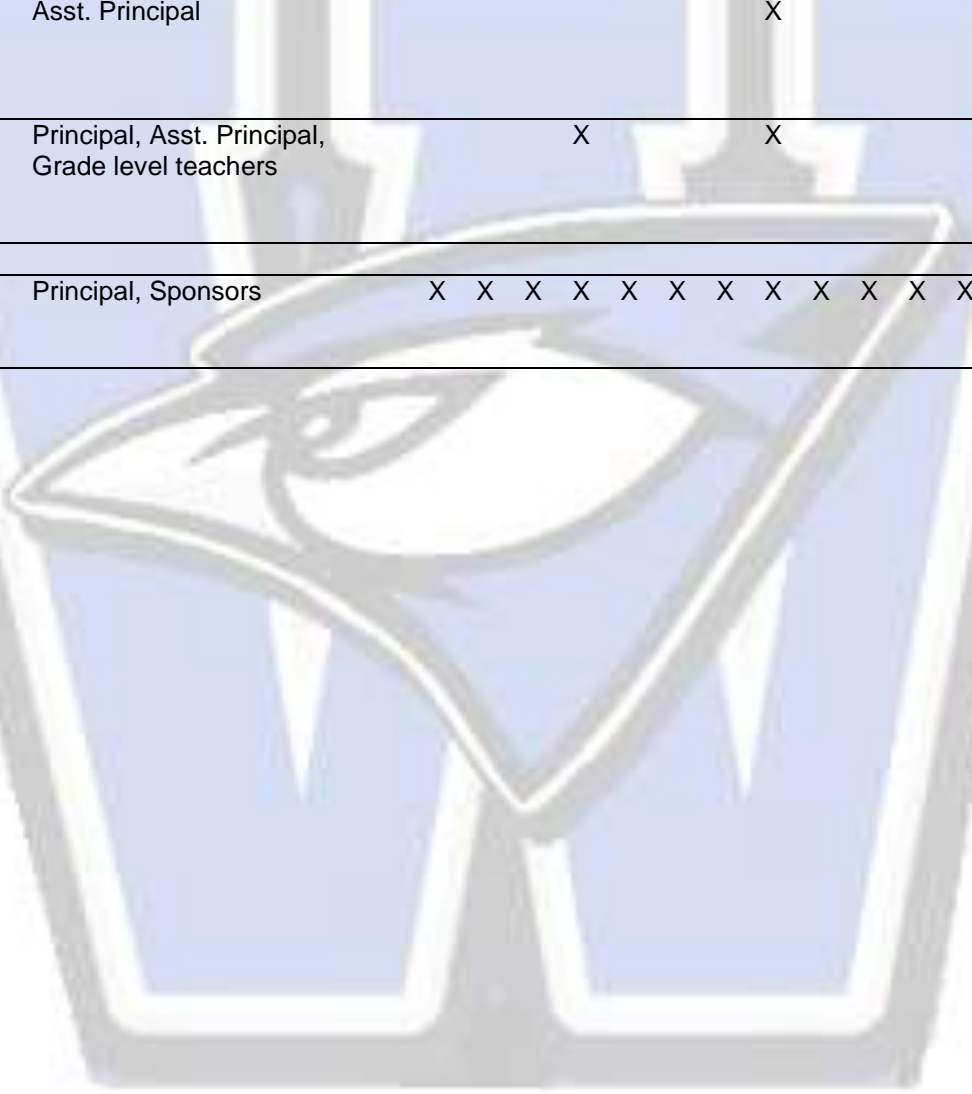 Asst. Principal X
Principal, Asst. Principal, X X
Grade level teachers
Principal, Sponsors X X X X X X X X X X X X